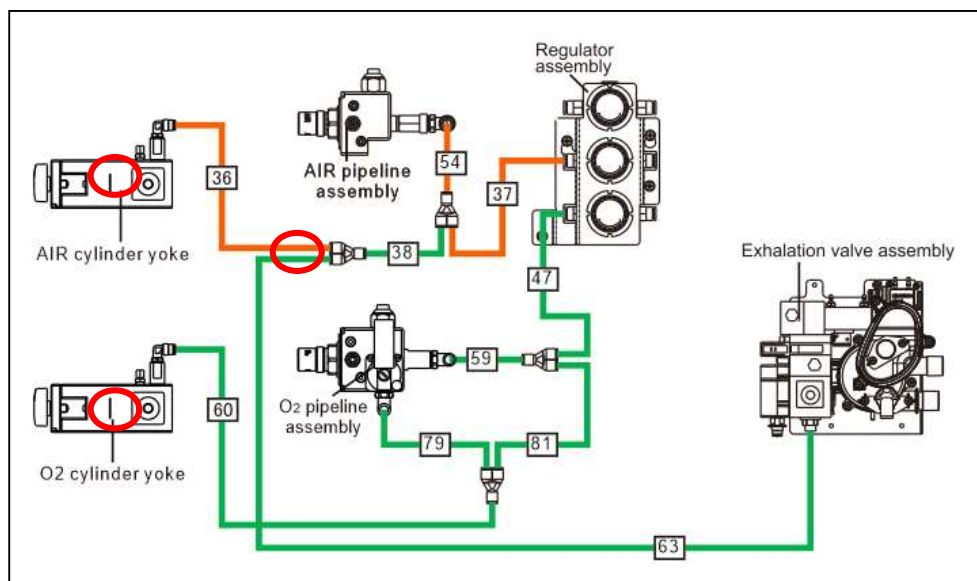 Regulator
assembly
AIR pipeline
assembly
54
36
37
AIR cylinder yoke
38
47
Exhalation valve assembly
59
O2 pipeline
assembly
60
79
81
O2 cylinder yoke
63